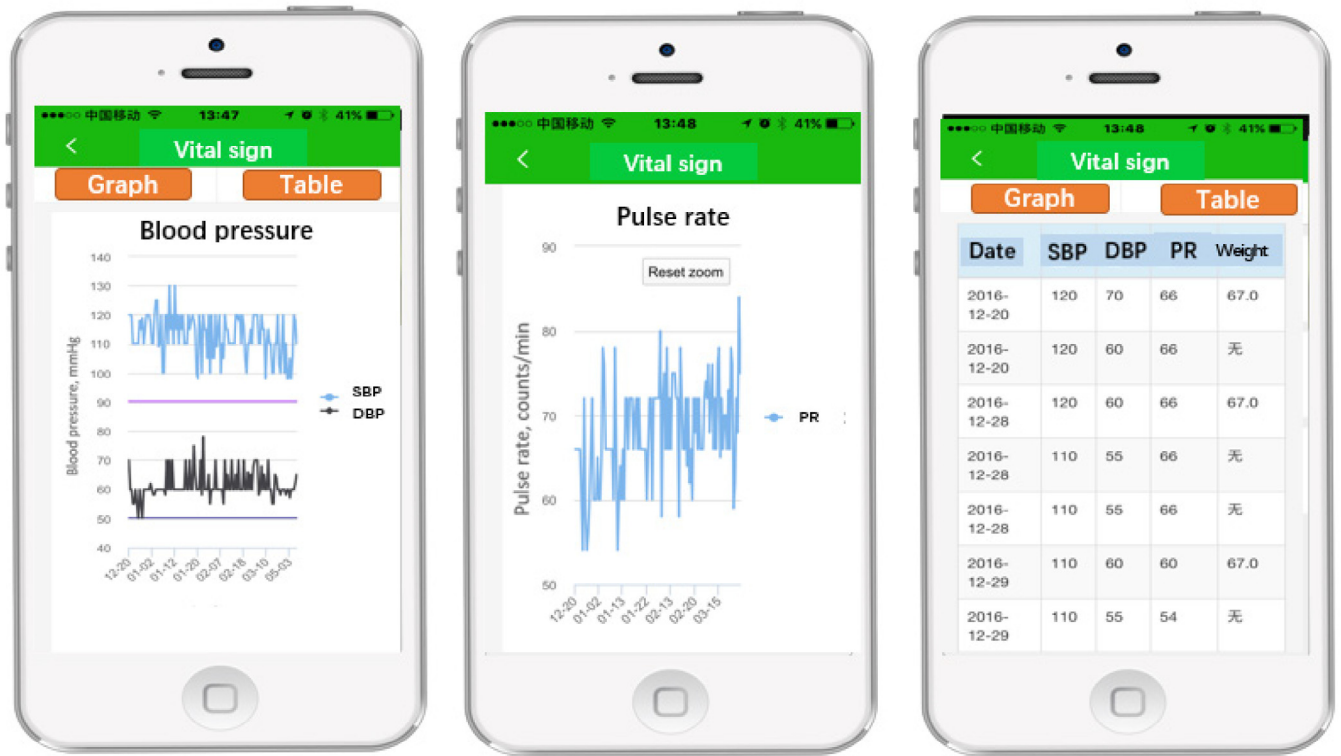 中国移动 13:47 41%
Vital sign
Graph Table
Blood pressure
140
130
120
110
100
90
80
70
60
50
40
Blood pressure, mmHg
SBP
DBP
12-20 01-02 01-12 01-20 02-07 02-18 03-10 05-03
中国移动 13:48 41%
Vital sign
Pulse rate
Reset zoom
90
80
70
60
50
Pulse rate, counts/min
PR
12-20 01-02 01-13 01-22 02-13 02-20 03-15
中国移动 13:48 41%
Vital sign
Graph Table
Date SBP DBP PR Weight
2016-
12-20 120 70 66 67.0
2016-
12-20 120 60 66 无
2016-
12-28 120 60 66 67.0
2016-
12-28 110 55 66 无
2016-
12-28 110 55 66 无
2016-
12-29 110 60 60 67.0
2016-
12-29 110 55 54 无